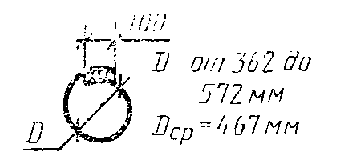 100
D от 362 до
572 мм
D
Dср = 467 мм